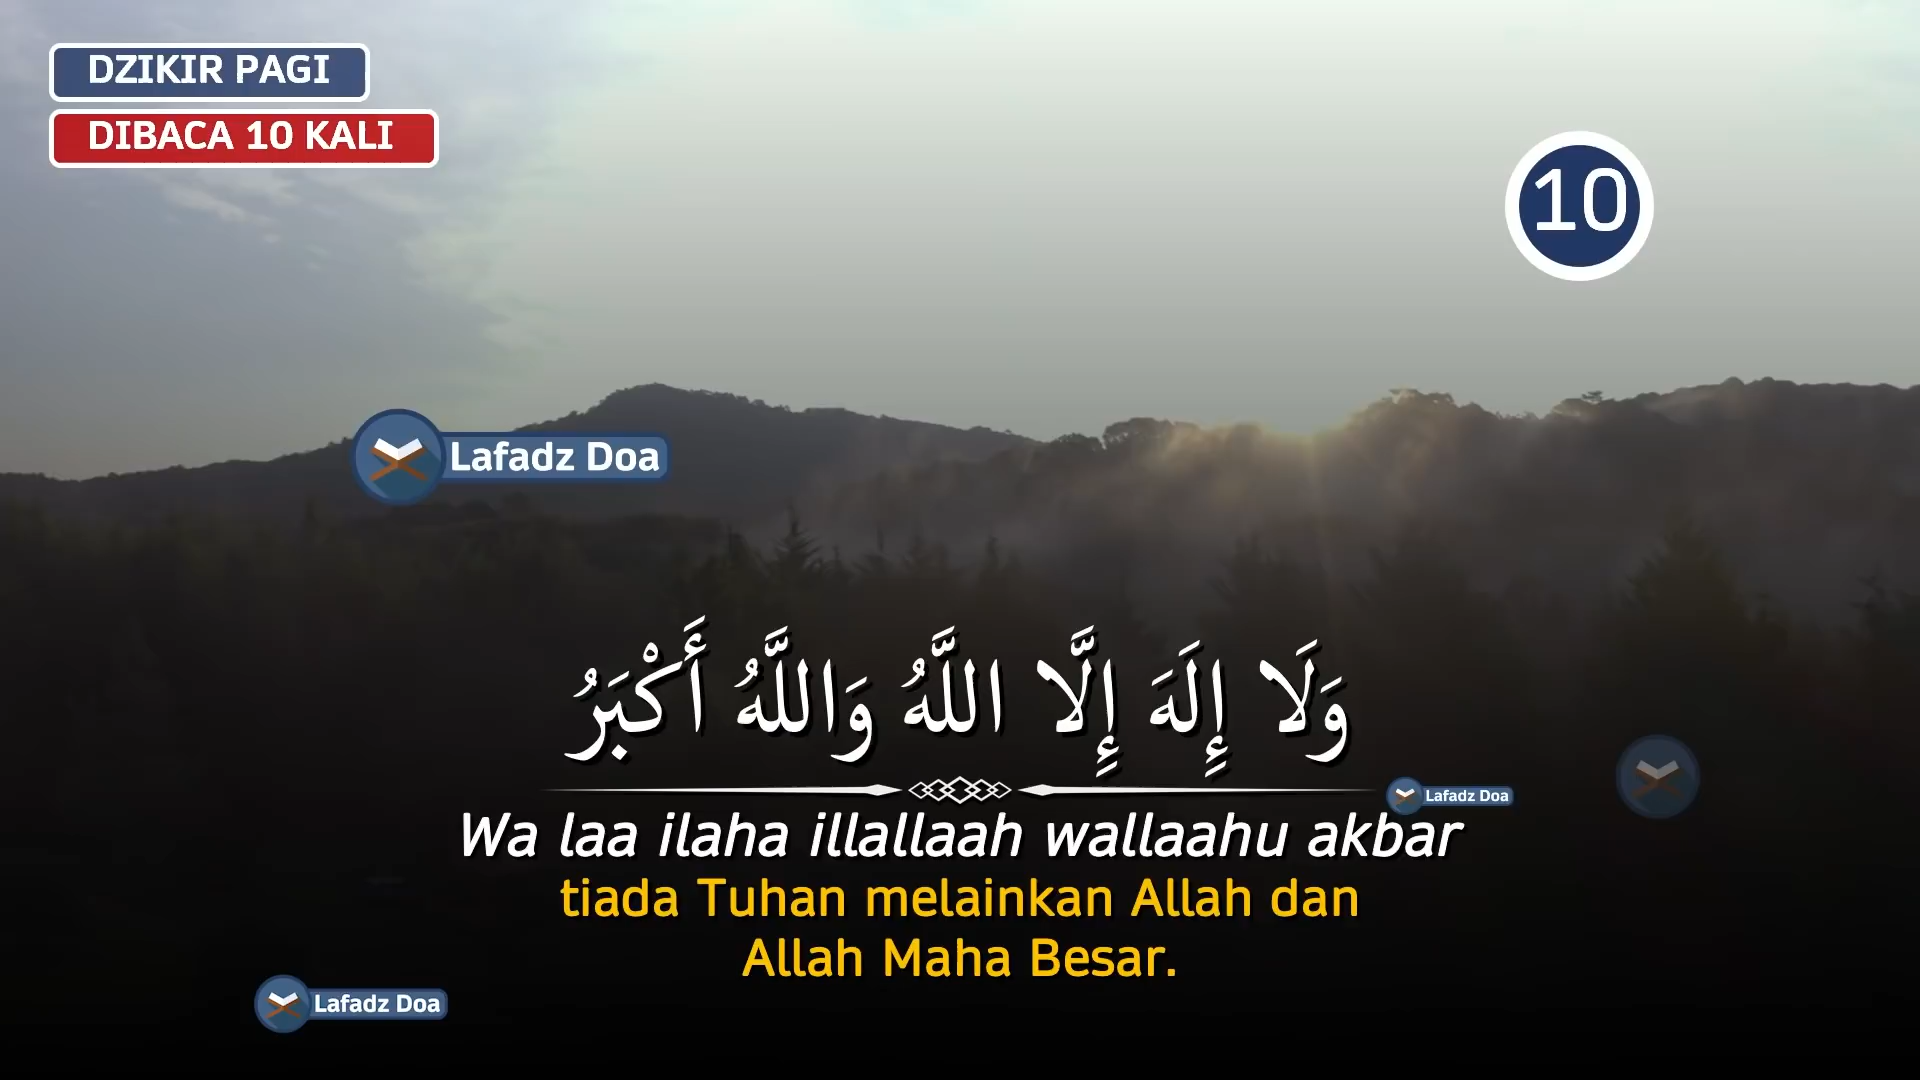 DZIKIR PAGI
DIBACA 10 KALI
10
Lafadz Doa
وَلَا إِلَهَ إِلَّا اللَّهُ وَاللَّهُ أَكْبَرُ
Lafadz Doa
Wa laa ilaha illallaah wallaahu akbar
tiada Tuhan melainkan Allah dan
Allah Maha Besar.
Lafadz Doa